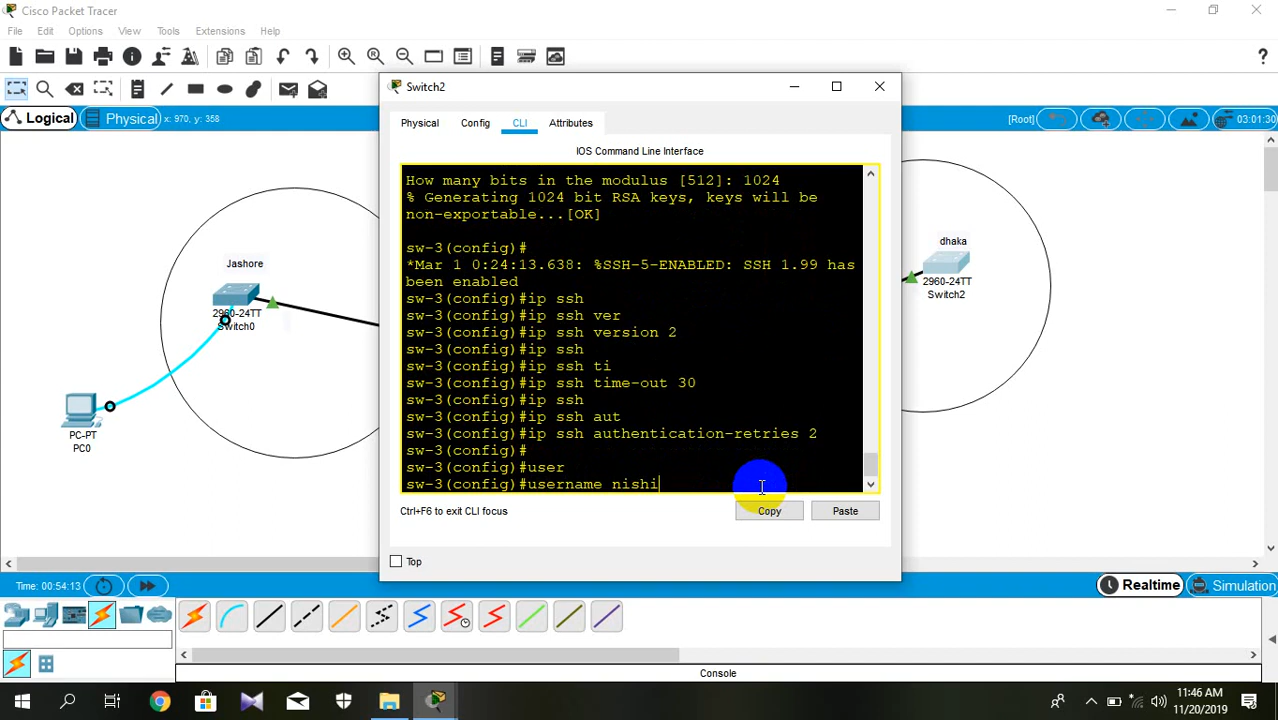 Cisco Packet Tracer
File Edit Options View Tools Extensions Help
Logical Physical x: 970, y: 358 [Root] 03:01:30
Switch2
Physical Config CLI Attributes
IOS Command Line Interface
How many bits in the modulus [512]: 1024
% Generating 1024 bit RSA keys, keys will be
non-exportable...[OK]
sw-3(config)#
*Mar 1 0:24:13.638: %SSH-5-ENABLED: SSH 1.99 has
been enabled
sw-3(config)#ip ssh
sw-3(config)#ip ssh ver
sw-3(config)#ip ssh version 2
sw-3(config)#ip ssh
sw-3(config)#ip ssh ti
sw-3(config)#ip ssh time-out 30
sw-3(config)#ip ssh
sw-3(config)#ip ssh aut
sw-3(config)#ip ssh authentication-retries 2
sw-3(config)#
sw-3(config)#user
sw-3(config)#username nishi
Ctrl+F6 to exit CLI focus
Copy Paste
Top
Jashore
2960-24TT
Switch0
PC-PT
PC0
dhaka
2960-24TT
Switch2
Time: 00:54:13 Realtime Simulation
Console
11:46 AM
11/20/2019